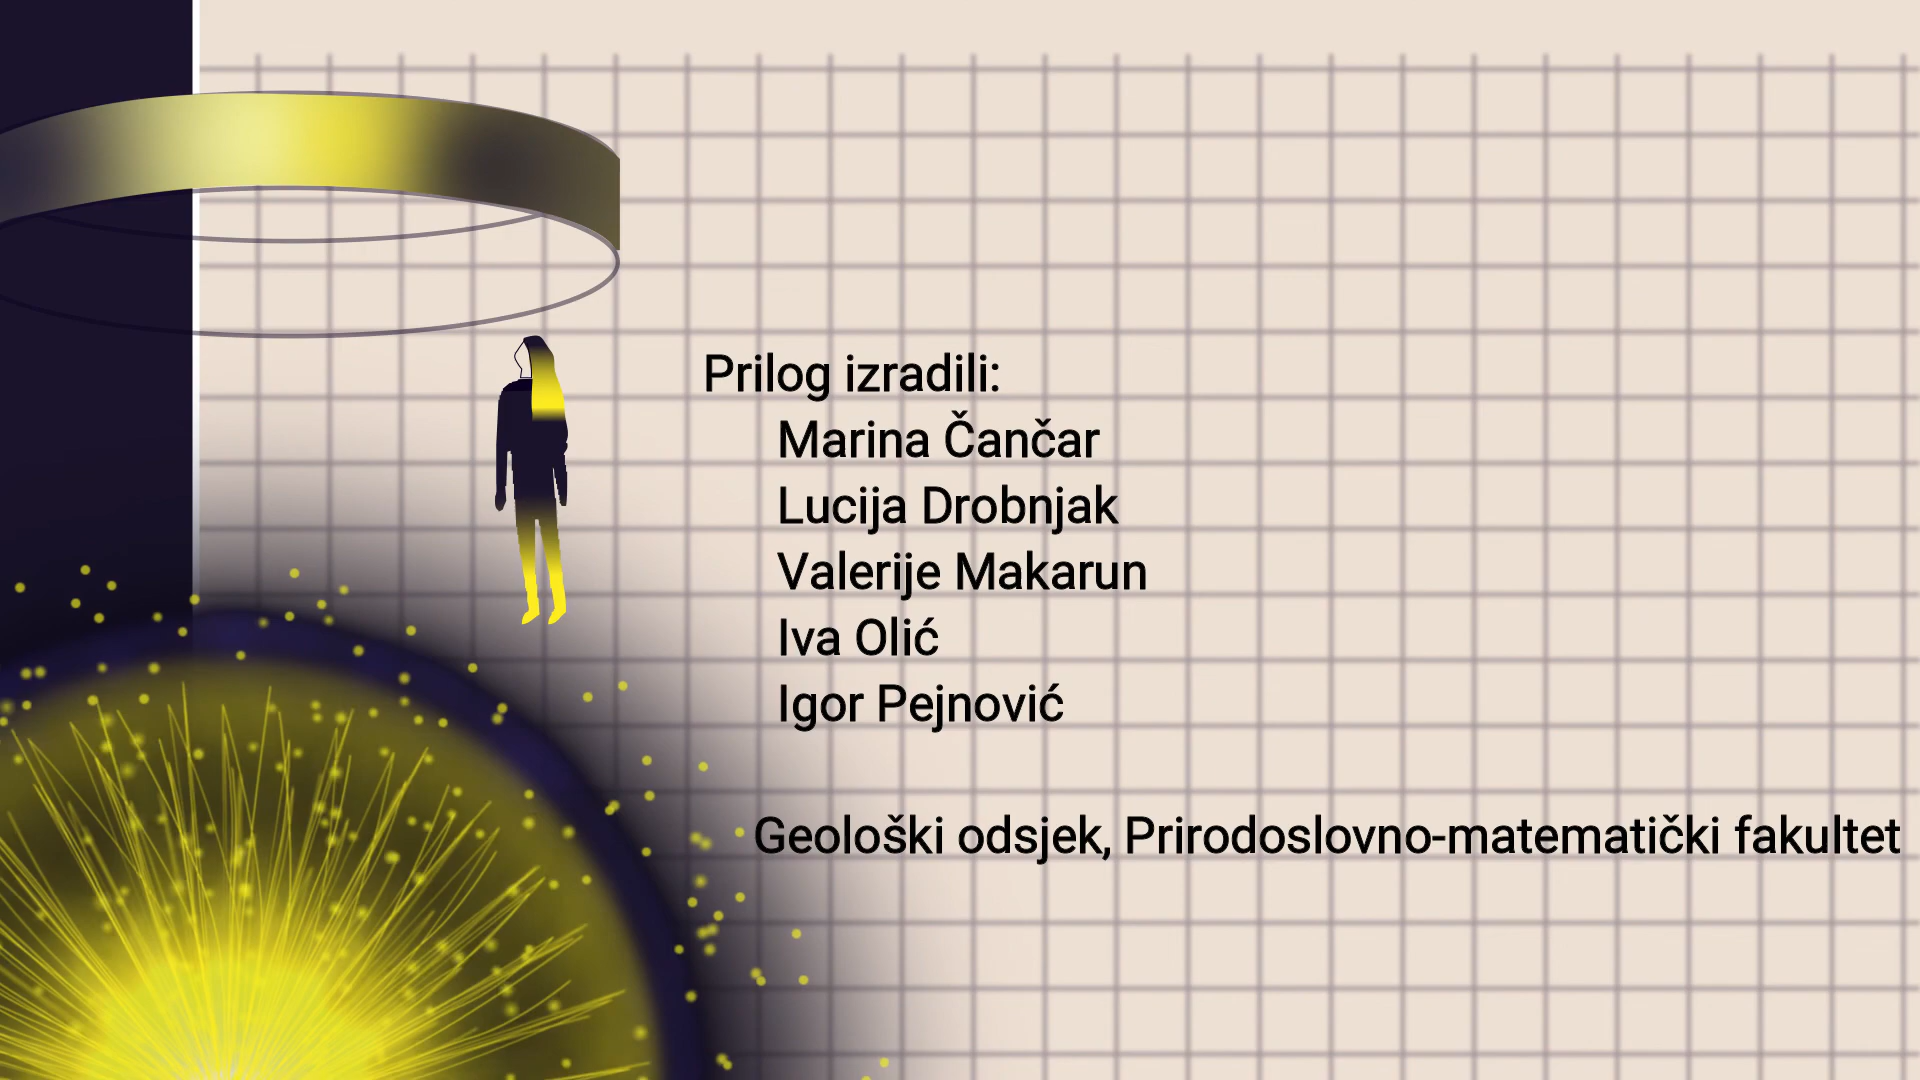 Prilog izradili:
Marina Čančar
Lucija Drobnjak
Valerije Makarun
Iva Olić
Igor Pejnović
Geološki odsjek, Prirodoslovno-matematički fakultet